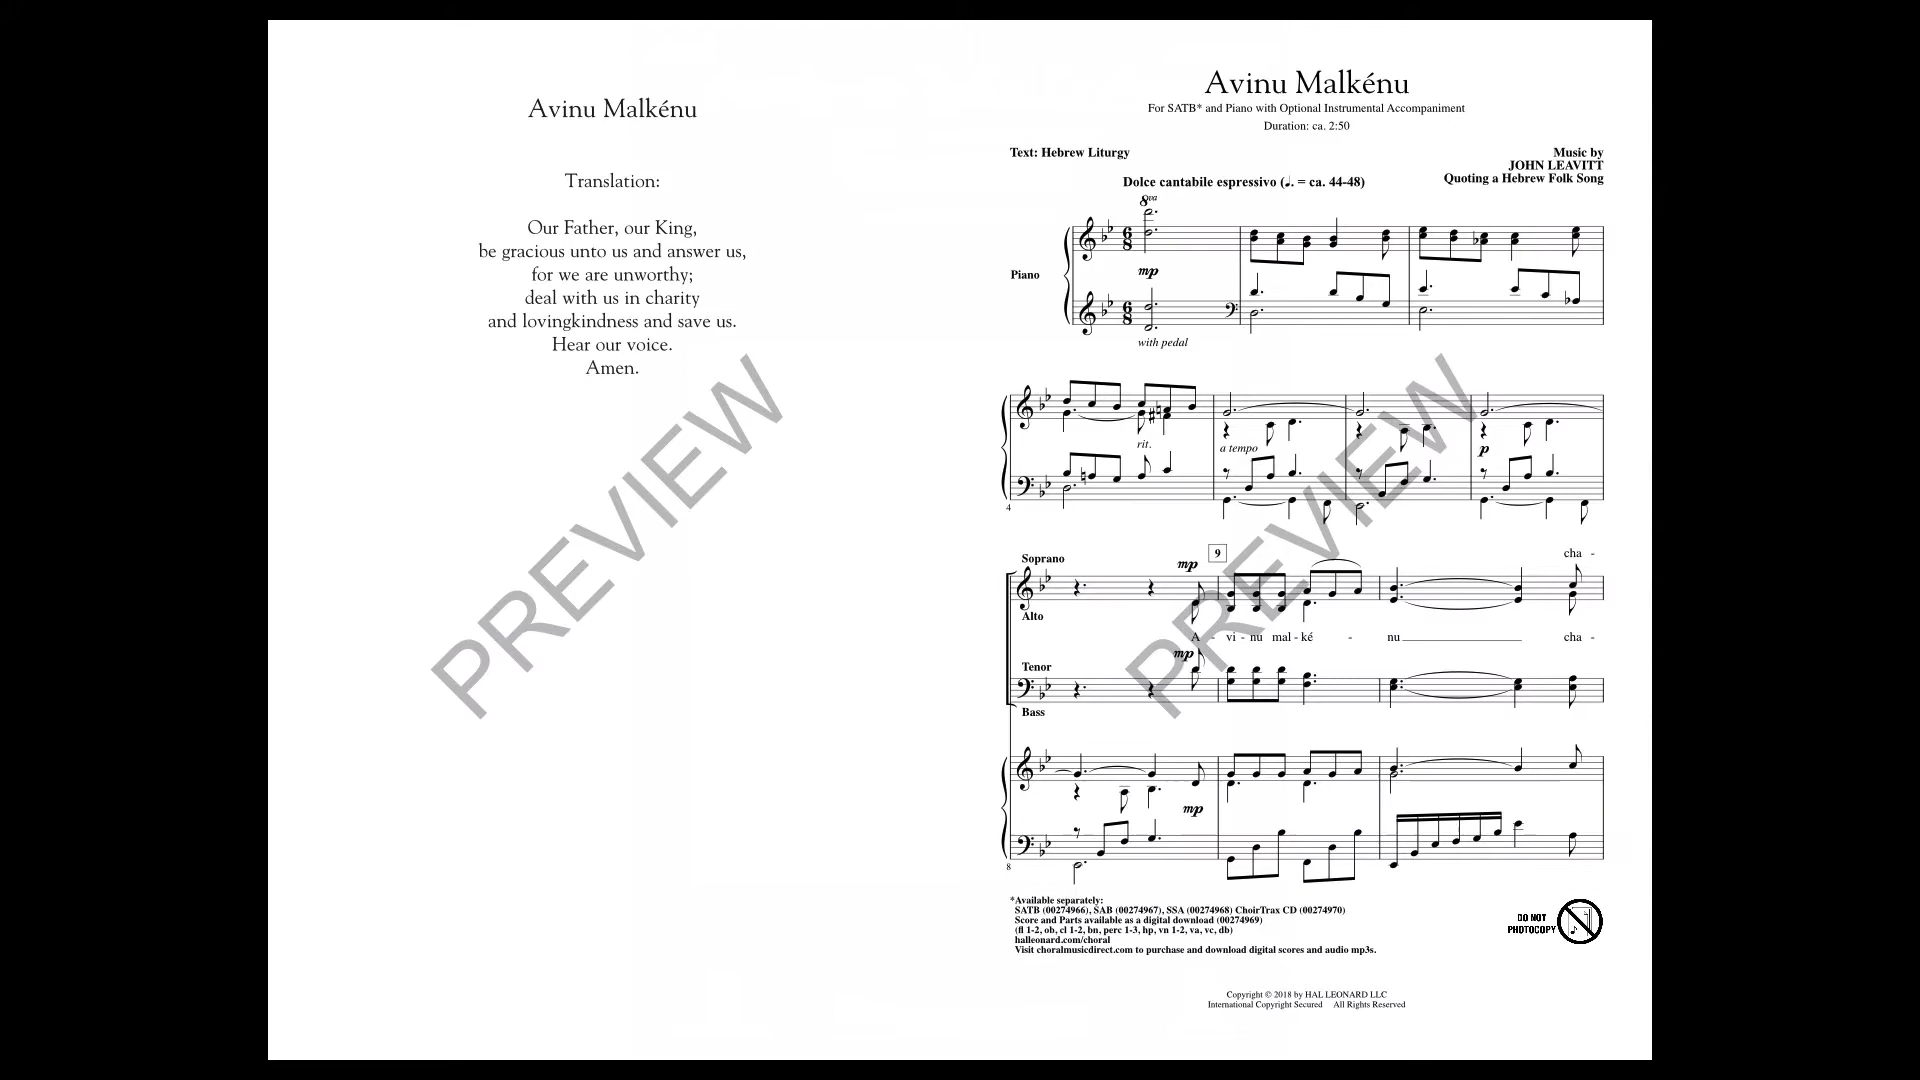 Avinu Malkénu
Translation:
Our Father, our King,
be gracious unto us and answer us,
for we are unworthy;
deal with us in charity
and lovingkindness and save us.
Hear our voice.
Amen.
PREVIEW
Avinu Malkénu
For SATB* and Piano with Optional Instrumental Accompaniment
Duration: ca. 2:50
Text: Hebrew Liturgy
Music by
JOHN LEAVITT
Quoting a Hebrew Folk Song
Dolce cantabile espressivo (♩. = ca. 44-48)
8va
6 8
Piano
mp
6 8
with pedal
rit.
a tempo
p
4
PREVIEW
9
cha -
Soprano
mp
Alto
A - vi - nu mal - ké - nu cha -
mp
Tenor
Bass
mp
8
*Available separately:
SATB (00274966), SAB (00274967), SSA (00274968) ChoirTrax CD (00274970)
Score and Parts available as a digital download (00274969)
(fl 1-2, ob, cl 1-2, bn, perc 1-3, hp, vn 1-2, va, vc, db)
halleonard.com/choral
Visit choralmusicdirect.com to purchase and download digital scores and audio mp3s.
DO NOT
PHOTOCOPY
Copyright © 2018 by HAL LEONARD LLC
International Copyright Secured All Rights Reserved